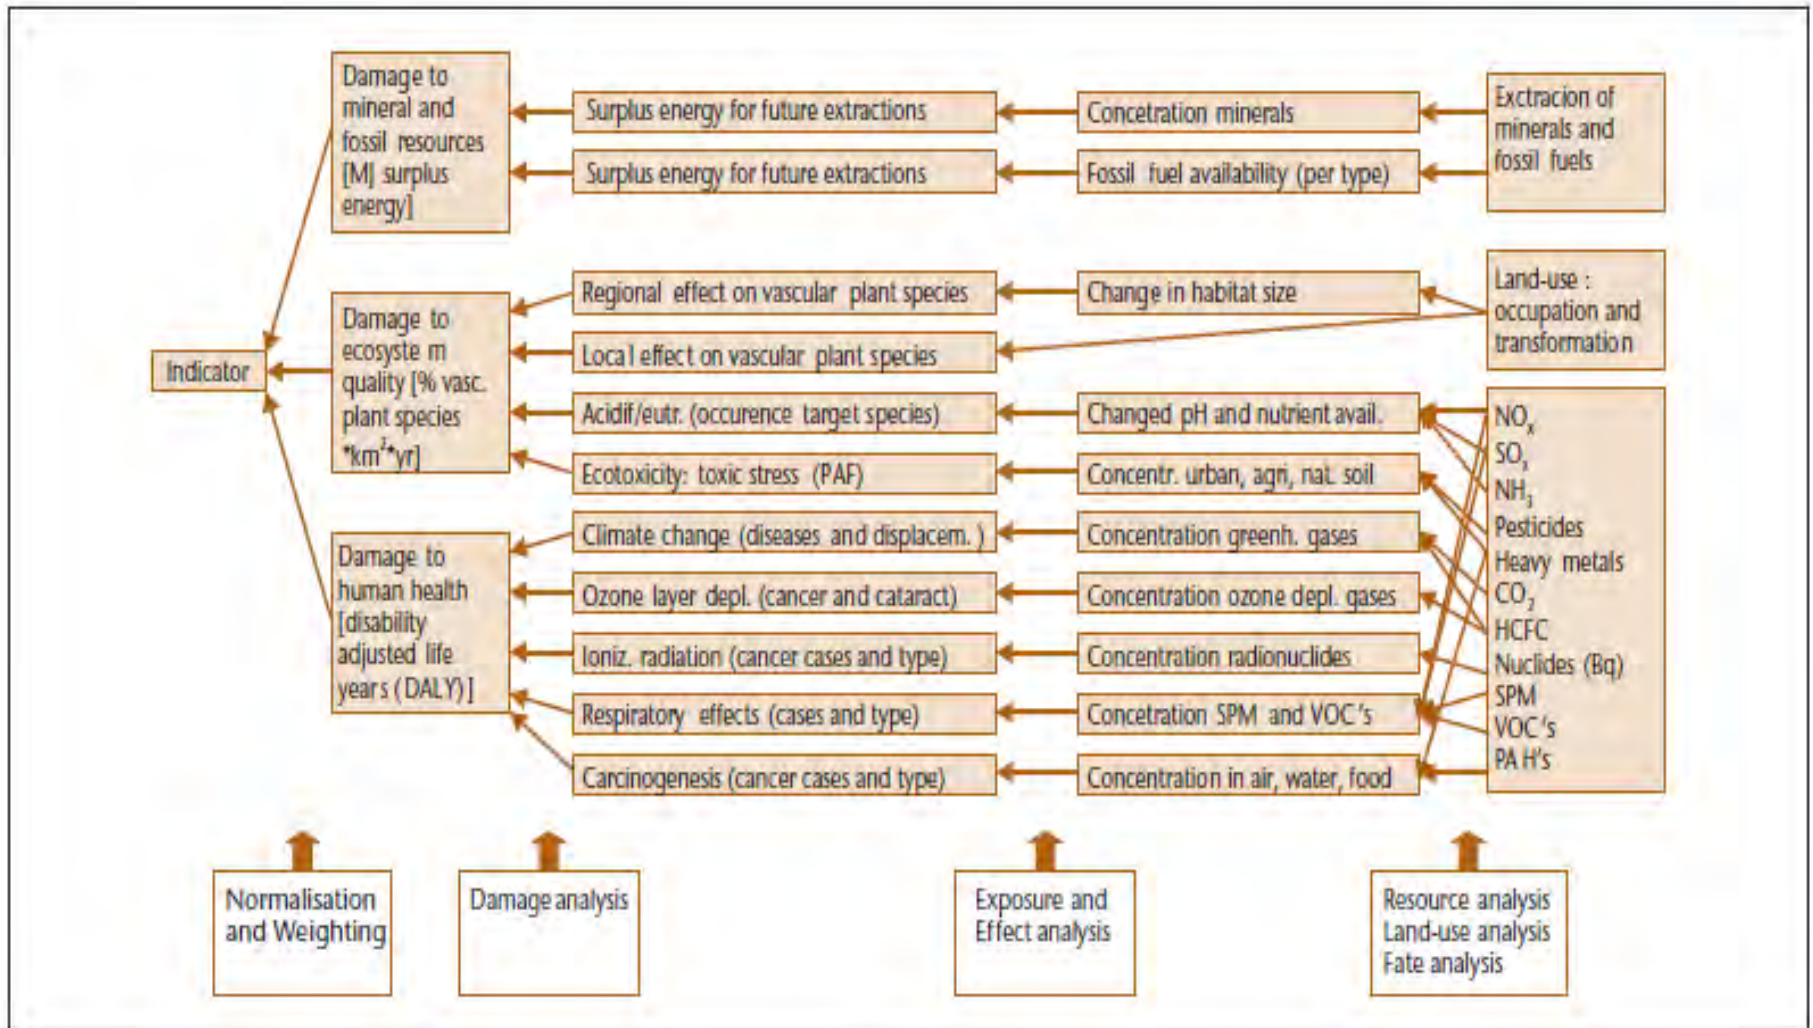 Damage to
mineral and
fossil resources
[M] surplus
energy]
Surplus energy for future extractions
Concetration minerals
Exctracion of
minerals and
fossil fuels
Surplus energy for future extractions
Fossil fuel availability (per type)
Indicator
Damage to
ecosyste m
quality [% vasc.
plant species
*km²*yr]
Regional effect on vascular plant species
Change in habitat size
Land-use :
occupation and
transformation
Local effect on vascular plant species
Acidif/eutr. (occurence target species)
Changed pH and nutrient avail.
Ecotoxicity: toxic stress (PAF)
Concentr. urban, agri, nat. soil
Damage to
human health
[disability
adjusted life
years (DALY)]
Climate change (diseases and displacem. )
Concentration greenh. gases
Ozone layer depl. (cancer and cataract)
Concentration ozone depl. gases
Ioniz. radiation (cancer cases and type)
Concentration radionuclides
Respiratory effects (cases and type)
Concetration SPM and VOC's
Carcinogenesis (cancer cases and type)
Concentration in air, water, food
NOx
SOx
NH3
Pesticides
Heavy metals
CO2
HCFC
Nuclides (Bq)
SPM
VOC's
PA H's
Normalisation
and Weighting
Damage analysis
Exposure and
Effect analysis
Resource analysis
Land-use analysis
Fate analysis